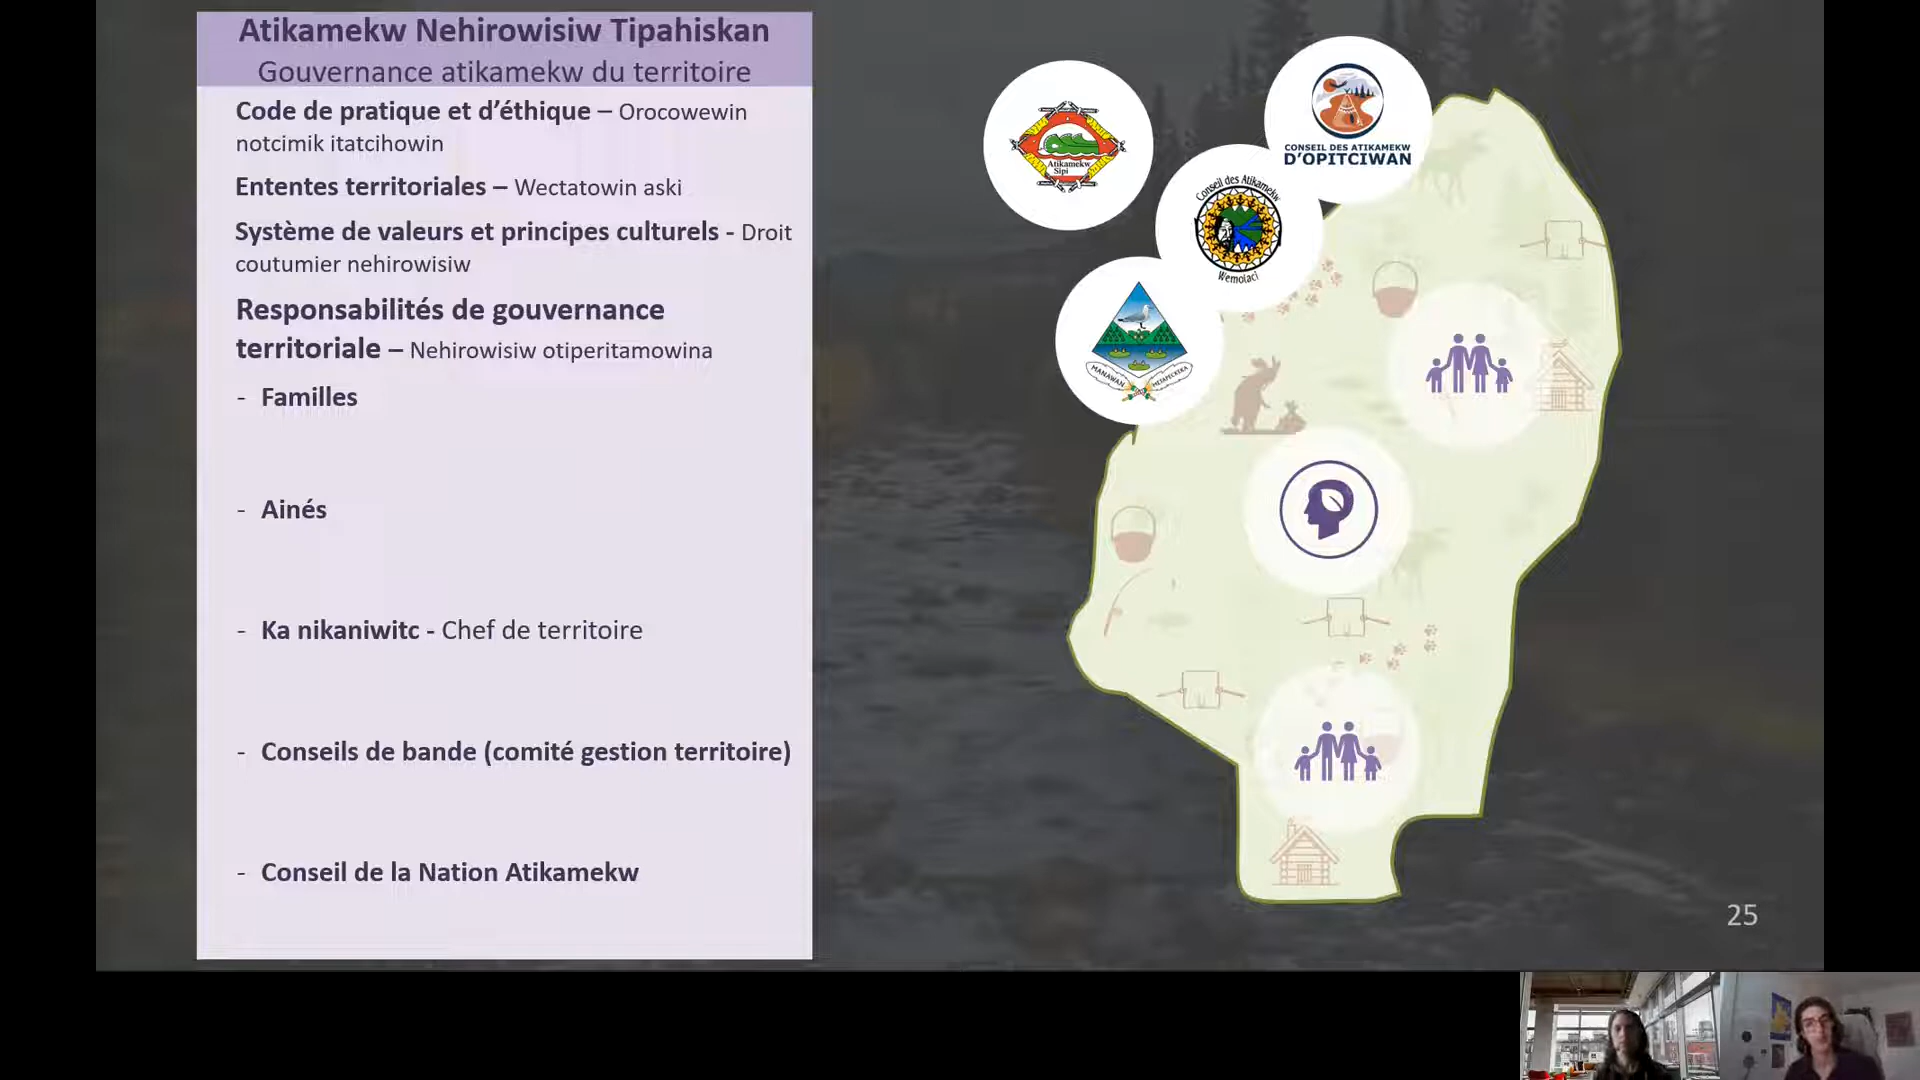 Atikamekw Nehirowisiw Tipahiskan
Gouvernance atikamekw du territoire
Code de pratique et d’éthique – Orocowewin
notcimik itatcihowin
Ententes territoriales – Wectatowin aski
Système de valeurs et principes culturels - Droit
coutumier nehirowisiw
Responsabilités de gouvernance
territoriale – Nehirowisiw otiperitamowina
- Familles
- Ainés
- Ka nikaniwitc - Chef de territoire
- Conseils de bande (comité gestion territoire)
- Conseil de la Nation Atikamekw
Atikamekw
Sipi
CONSEIL DES ATIKAMEKW
D'OPITCIWAN
Conseil des Atikamekw
Wemotaci
MANAWAN
25